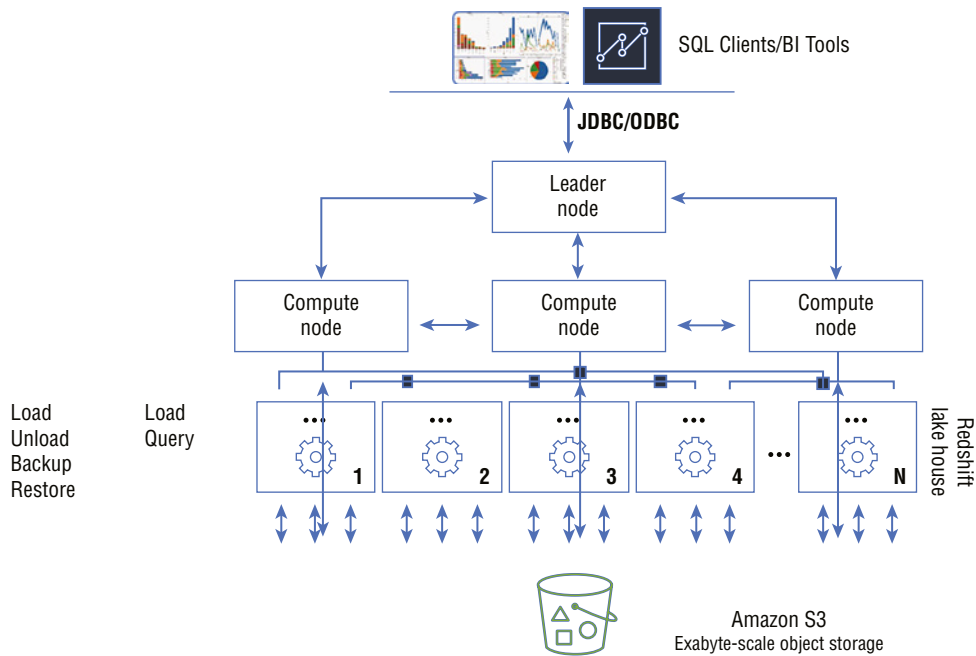 SQL Clients/BI Tools
JDBC/ODBC
Leader
node
Compute
node
Compute
node
Compute
node
Load
Unload
Backup
Restore
Load
Query
...
1
...
2
...
3
...
4
...
...
N
Redshift
lake house
Amazon S3
Exabyte-scale object storage